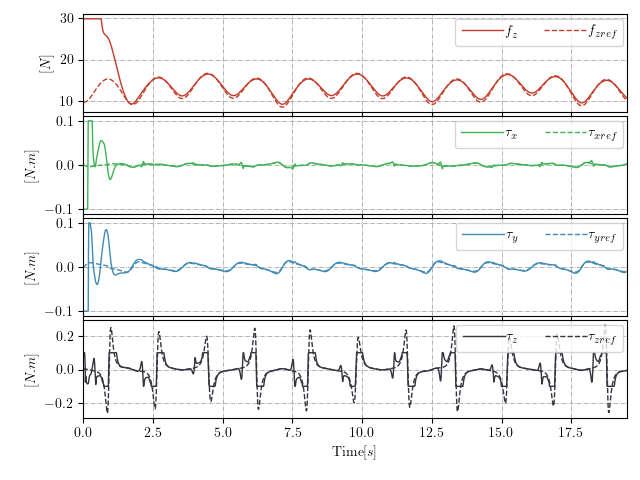 30
20
10
[N]
f_z
f_zref
0.1
0.0
−0.1
[N.m]
τ_x
τ_xref
0.1
0.0
−0.1
[N.m]
τ_y
τ_yref
0.2
0.0
−0.2
[N.m]
τ_z
τ_zref
0.0 2.5 5.0 7.5 10.0 12.5 15.0 17.5
Time[s]